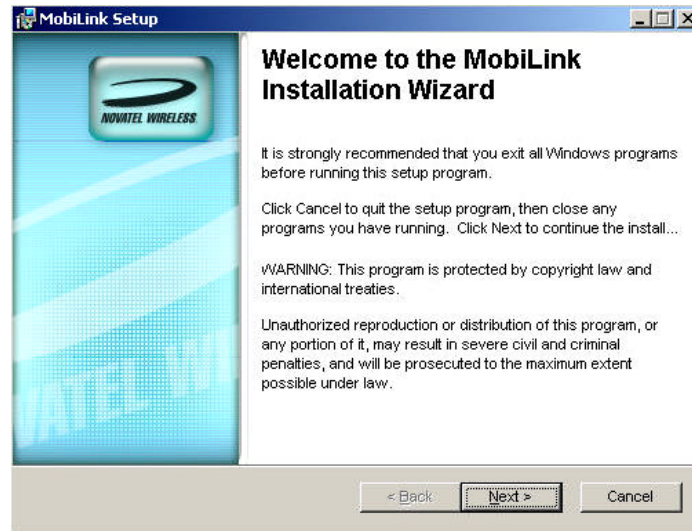 MobiLink Setup
NOVATEL WIRELESS
Welcome to the MobiLink
Installation Wizard
It is strongly recommended that you exit all Windows programs
before running this setup program.
Click Cancel to quit the setup program, then close any
programs you have running. Click Next to continue the install...
WARNING: This program is protected by copyright law and
international treaties.
Unauthorized reproduction or distribution of this program, or
any portion of it, may result in severe civil and criminal
penalties, and will be prosecuted to the maximum extent
possible under law.
VATEL WI
< Back Next > Cancel